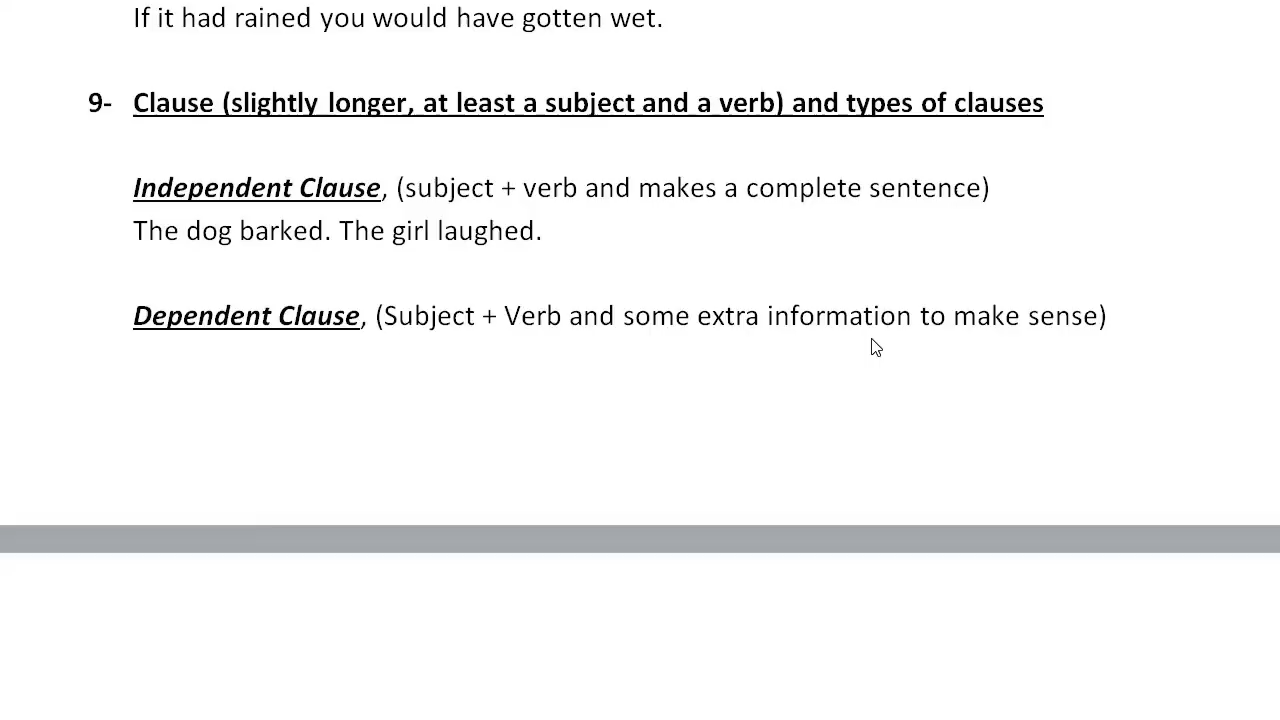 If it had rained you would have gotten wet.
9- Clause (slightly longer, at least a subject and a verb) and types of clauses
Independent Clause, (subject + verb and makes a complete sentence)
The dog barked. The girl laughed.
Dependent Clause, (Subject + Verb and some extra information to make sense)